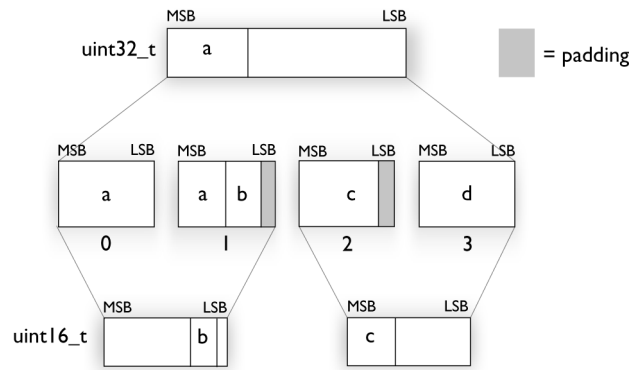 MSB LSB
uint32_t a = padding
MSB LSB MSB LSB MSB LSB MSB LSB
a a b c d
0 1 2 3
MSB LSB MSB LSB
uint16_t b c